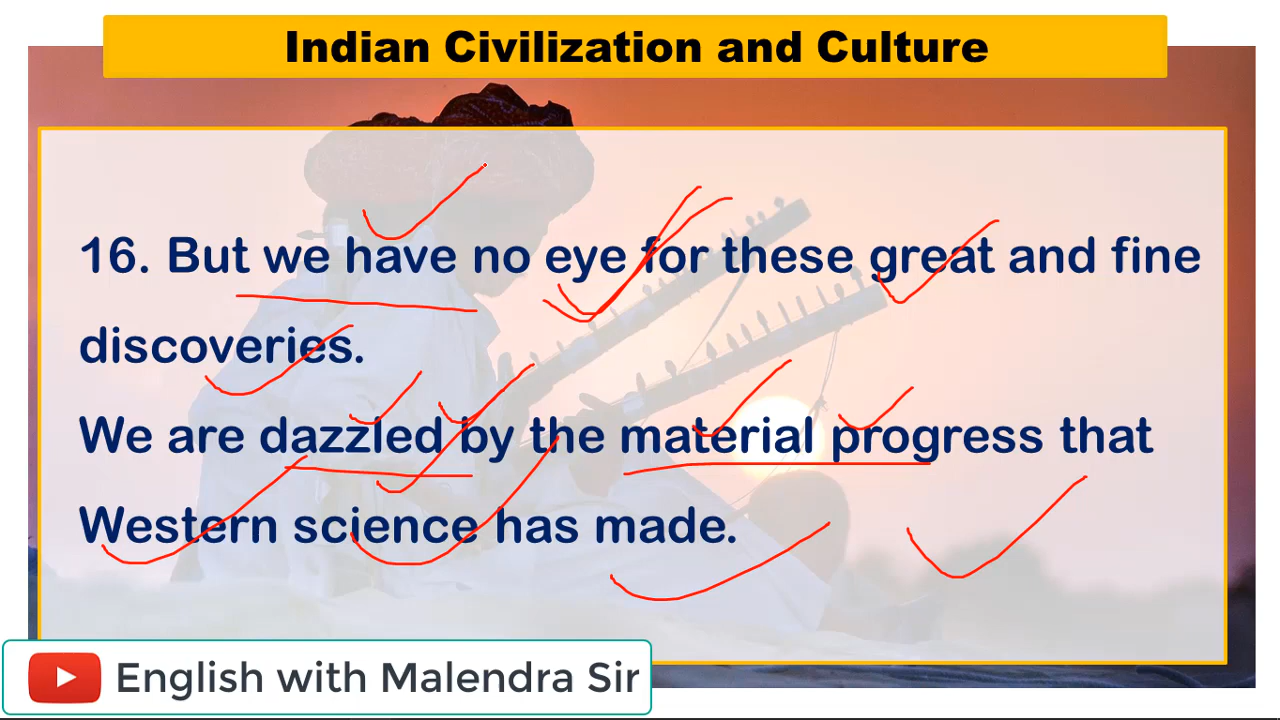 Indian Civilization and Culture
16. But we have no eye for these great and fine
discoveries.
We are dazzled by the material progress that
Western science has made.
English with Malendra Sir